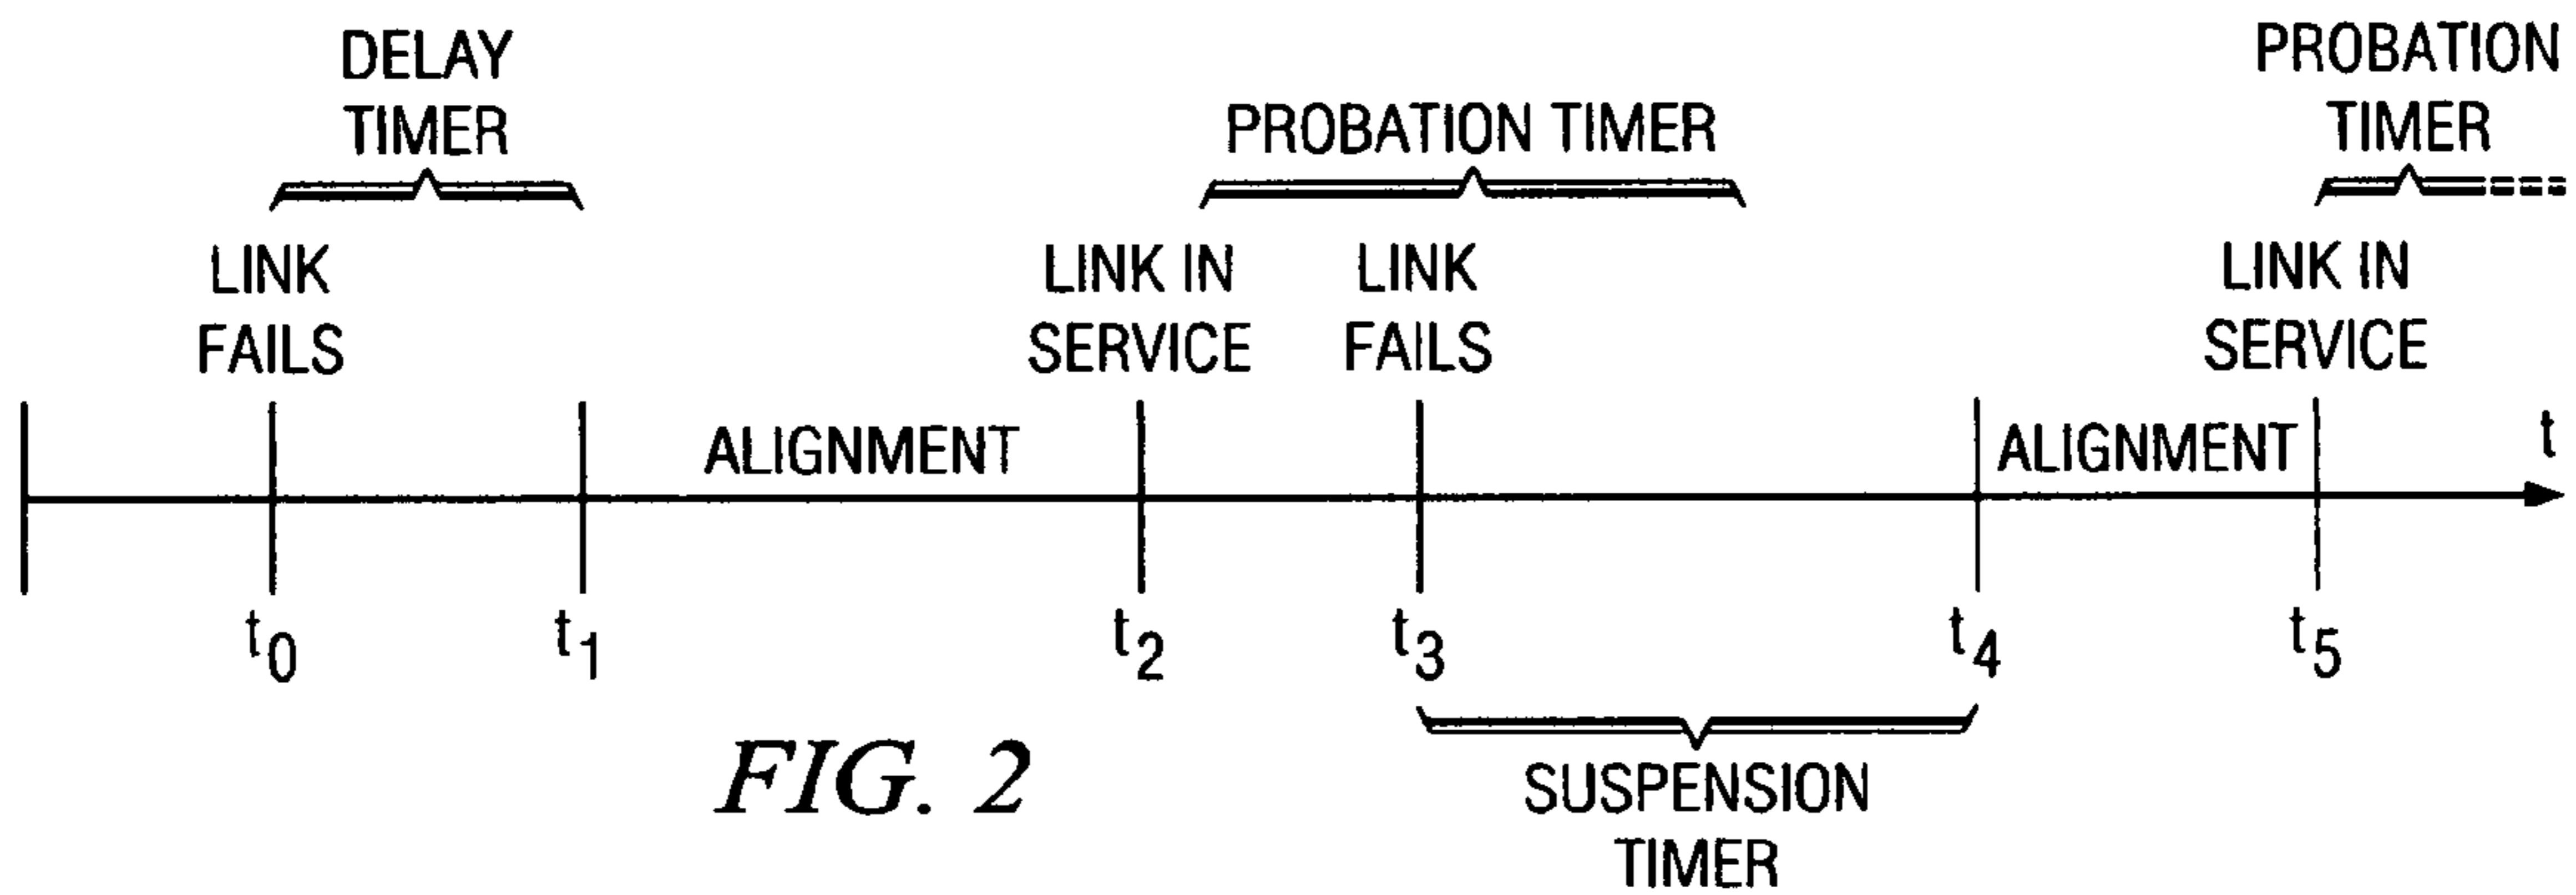 DELAY
TIMER
PROBATION TIMER
PROBATION
TIMER
LINK
FAILS
LINK IN
SERVICE
LINK
FAILS
LINK IN
SERVICE
ALIGNMENT
ALIGNMENT
t
t0
t1
t2
t3
t4
t5
SUSPENSION
TIMER
FIG. 2